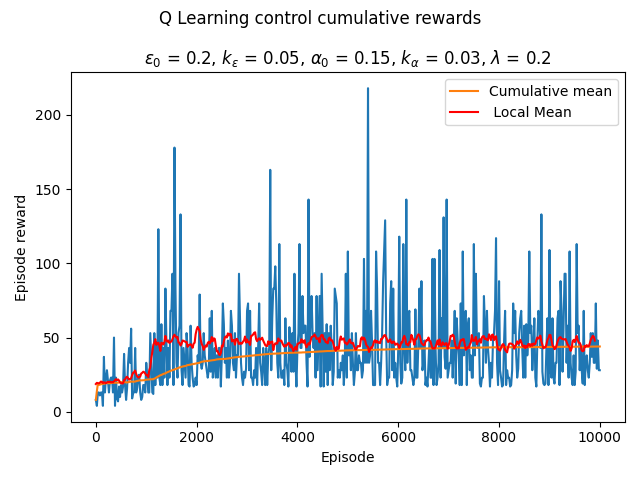 Q Learning control cumulative rewards
ε₀ = 0.2, kε = 0.05, α₀ = 0.15, kα = 0.03, λ = 0.2
Cumulative mean
Local Mean
Episode reward
200
150
100
50
0
0 2000 4000 6000 8000 10000
Episode